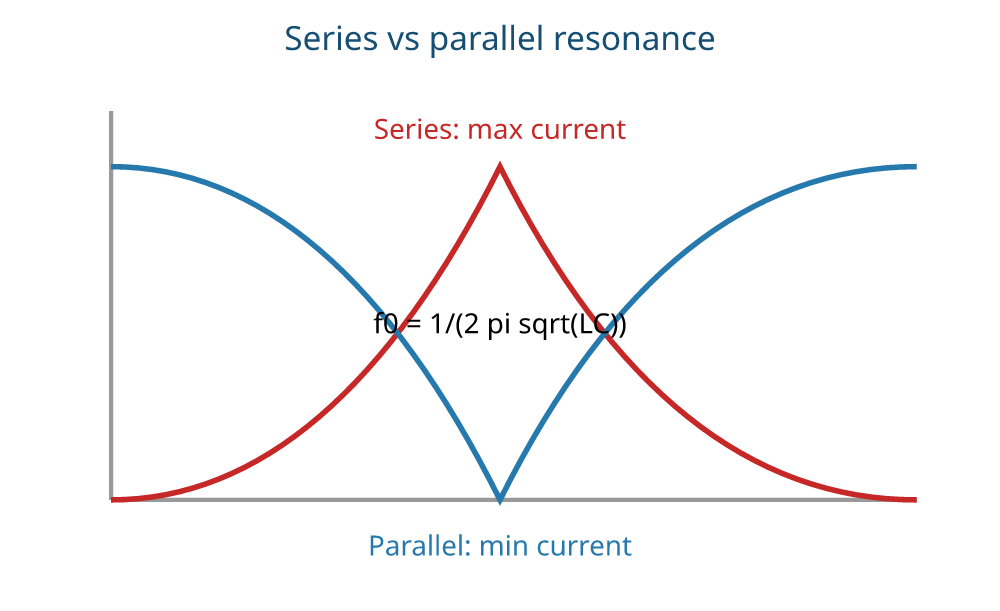 Series vs parallel resonance
Series: max current
f0 = 1/(2 pi sqrt(LC))
Parallel: min current